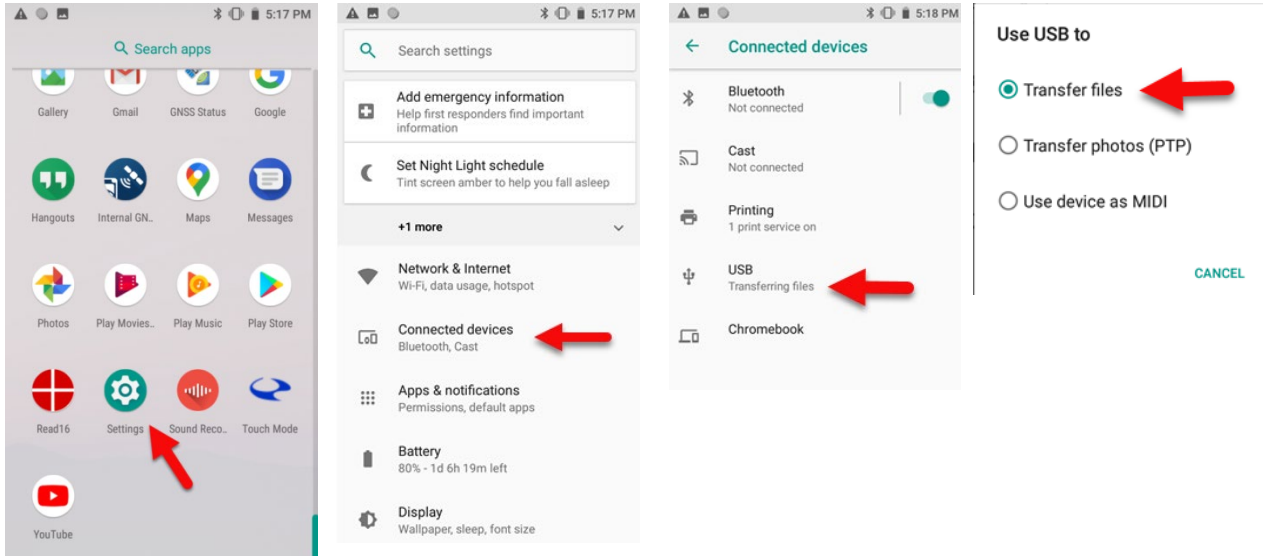 5:17 PM
Search apps
Gallery
Gmail
GNSS Status
Google
Hangouts
Internal GN..
Maps
Messages
Photos
Play Movies..
Play Music
Play Store
Read16
Settings
Sound Reco..
Touch Mode
YouTube
5:17 PM
Search settings
Add emergency information
Help first responders find important
information
Set Night Light schedule
Tint screen amber to help you fall asleep
+1 more
Network & Internet
Wi-Fi, data usage, hotspot
Connected devices
Bluetooth, Cast
Apps & notifications
Permissions, default apps
Battery
80% - 1d 6h 19m left
Display
Wallpaper, sleep, font size
5:18 PM
Connected devices
Bluetooth
Not connected
Cast
Not connected
Printing
1 print service on
USB
Transferring files
Chromebook
Use USB to
Transfer files
Transfer photos (PTP)
Use device as MIDI
CANCEL